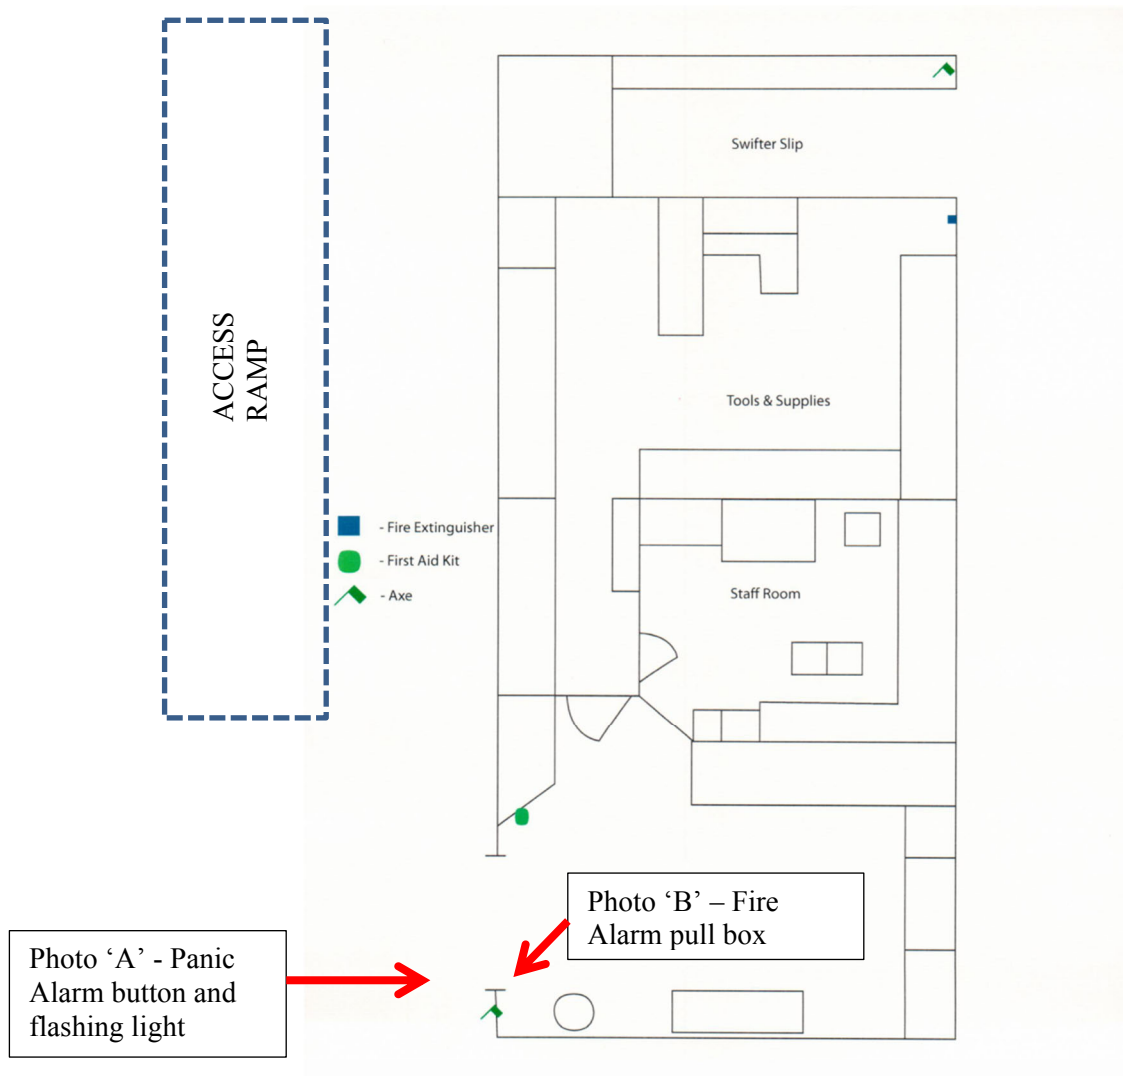 Swifter Slip
ACCESS
RAMP
Tools & Supplies
- Fire Extinguisher
- First Aid Kit
- Axe
Staff Room
Photo ‘B’ – Fire
Alarm pull box
Photo ‘A’ - Panic
Alarm button and
flashing light